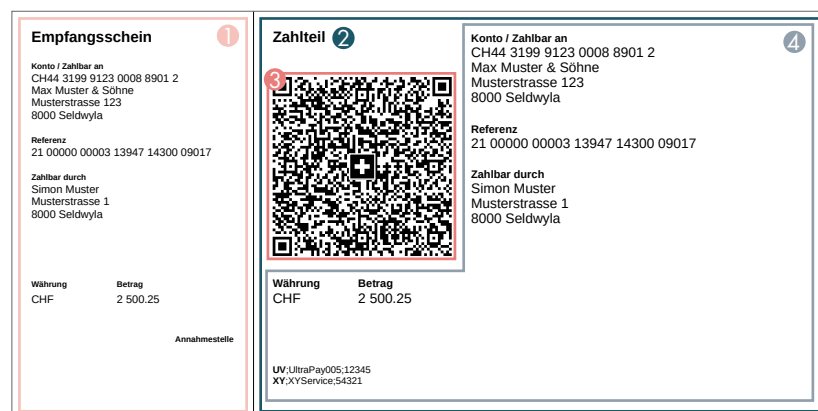 Empfangsschein
1
Konto / Zahlbar an
CH44 3199 9123 0008 8901 2
Max Muster & Söhne
Musterstrasse 123
8000 Seldwyla
Referenz
21 00000 00003 13947 14300 09017
Zahlbar durch
Simon Muster
Musterstrasse 1
8000 Seldwyla
Währung Betrag
CHF 2 500.25
Annahmestelle
Zahlteil 2
3
Währung Betrag
CHF 2 500.25
UV;UltraPay005;12345
XY;XYService;54321
4
Konto / Zahlbar an
CH44 3199 9123 0008 8901 2
Max Muster & Söhne
Musterstrasse 123
8000 Seldwyla
Referenz
21 00000 00003 13947 14300 09017
Zahlbar durch
Simon Muster
Musterstrasse 1
8000 Seldwyla